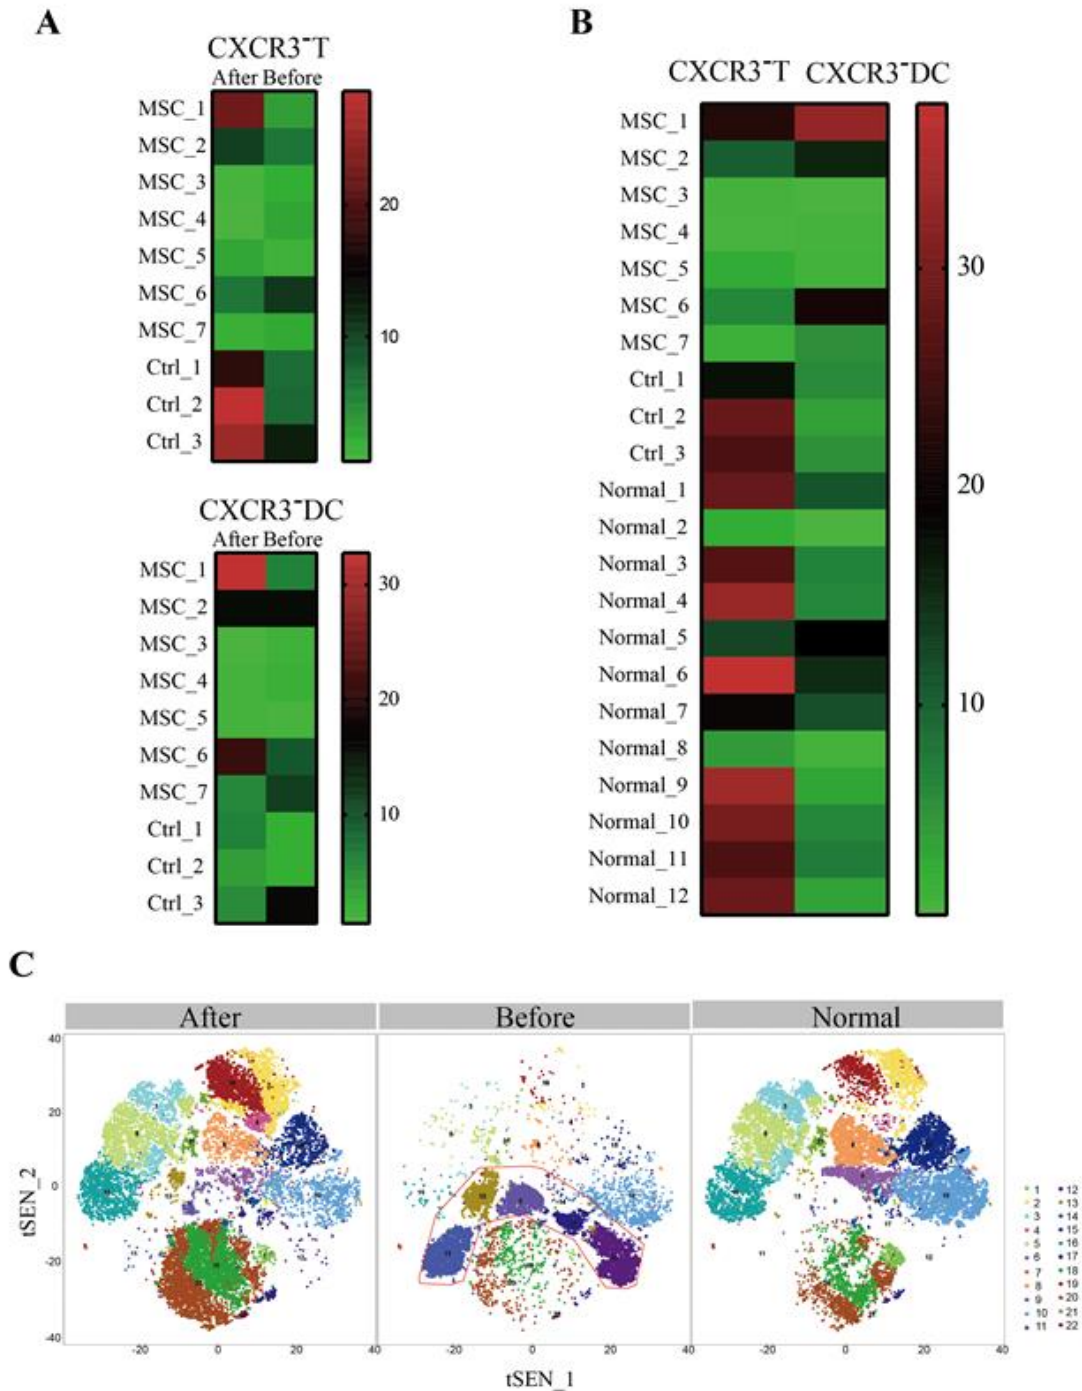 A
CXCR3-T
After Before
MSC_1
MSC_2
MSC_3
MSC_4
MSC_5
MSC_6
MSC_7
Ctrl_1
Ctrl_2
Ctrl_3
20
10
CXCR3-DC
After Before
MSC_1
MSC_2
MSC_3
MSC_4
MSC_5
MSC_6
MSC_7
Ctrl_1
Ctrl_2
Ctrl_3
30
20
10
B
CXCR3-T CXCR3-DC
MSC_1
MSC_2
MSC_3
MSC_4
MSC_5
MSC_6
MSC_7
Ctrl_1
Ctrl_2
Ctrl_3
Normal_1
Normal_2
Normal_3
Normal_4
Normal_5
Normal_6
Normal_7
Normal_8
Normal_9
Normal_10
Normal_11
Normal_12
30
20
10
C
After Before Normal
tSEN_2
40
20
0
-20
-40
-20 0 20 40 -20 0 20 40 -20 0 20 40
tSEN_1
1 12
2 13
3 14
4 15
5 16
6 17
7 18
8 19
9 20
10 21
11 22